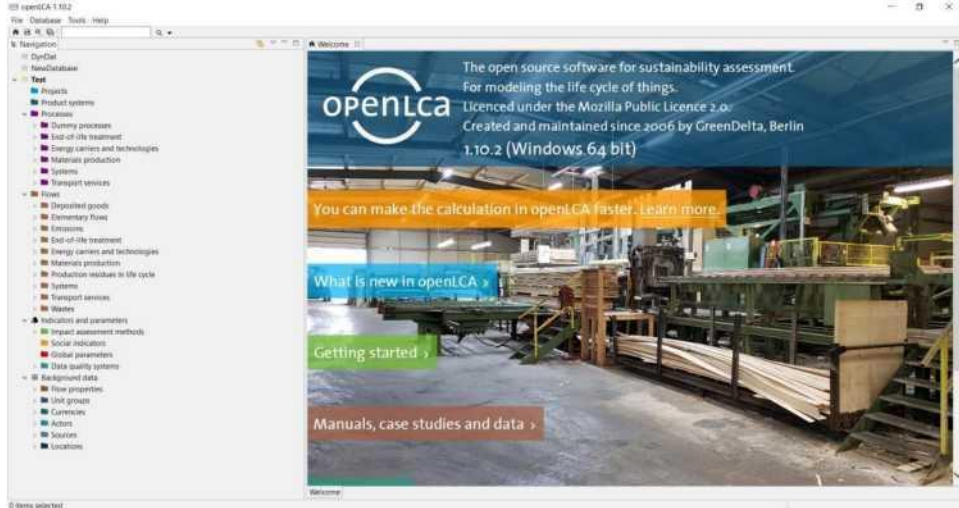 openLCA 1.10.2
File Database Tools Help
Navigation
Welcome
DynDat
NewDatabase
Test
Projects
Product systems
Processes
Dummy processes
End-of-life treatment
Energy carriers and technologies
Materials production
Systems
Transport services
Flows
Deposited goods
Elementary flows
Emissions
End-of-life treatment
Energy carriers and technologies
Materials production
Production residues in life cycle
Systems
Transport services
Wastes
Indicators and parameters
Impact assessment methods
Social indicators
Global parameters
Data quality systems
Background data
Flow properties
Unit groups
Currencies
Actors
Sources
Locations
openLca
The open source software for sustainability assessment.
For modeling the life cycle of things.
Licenced under the Mozilla Public Licence 2.0.
Created and maintained since 2006 by GreenDelta, Berlin
1.10.2 (Windows 64 bit)
You can make the calculation in openLCA faster. Learn more.
What is new in openLCA ›
Getting started ›
Manuals, case studies and data ›
Welcome
0 items selected